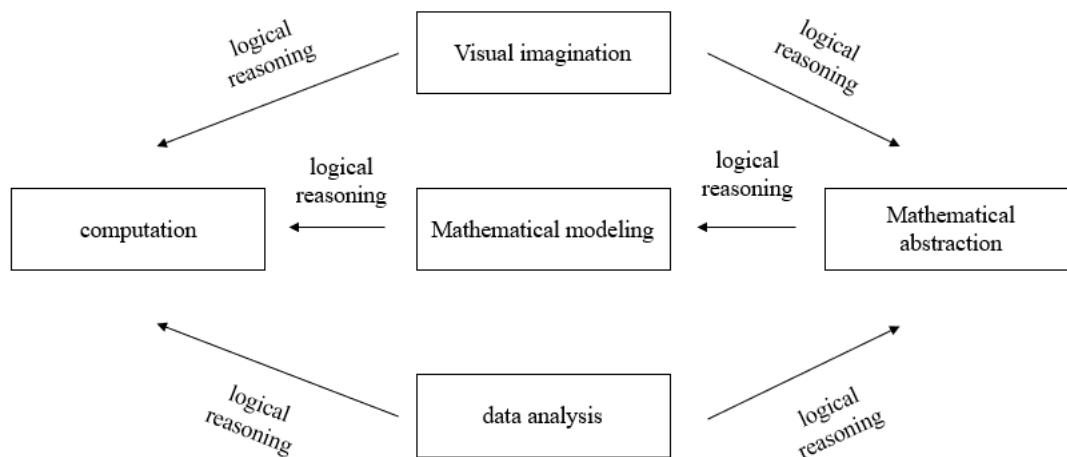 logical
reasoning
Visual imagination
logical
reasoning
logical
reasoning
logical
reasoning
computation
Mathematical modeling
Mathematical
abstraction
logical
reasoning
data analysis
logical
reasoning